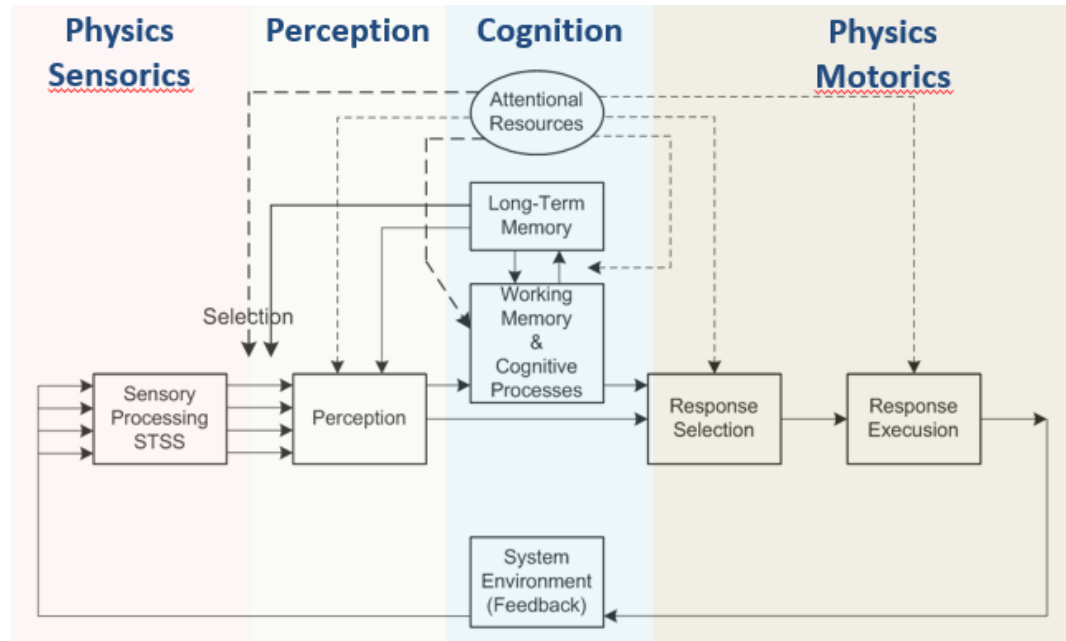 Physics
Sensorics
Perception
Cognition
Physics
Motorics
Attentional
Resources
Long-Term
Memory
Selection
Working
Memory
&
Cognitive
Processes
Sensory
Processing
STSS
Perception
Response
Selection
Response
Execusion
System
Environment
(Feedback)